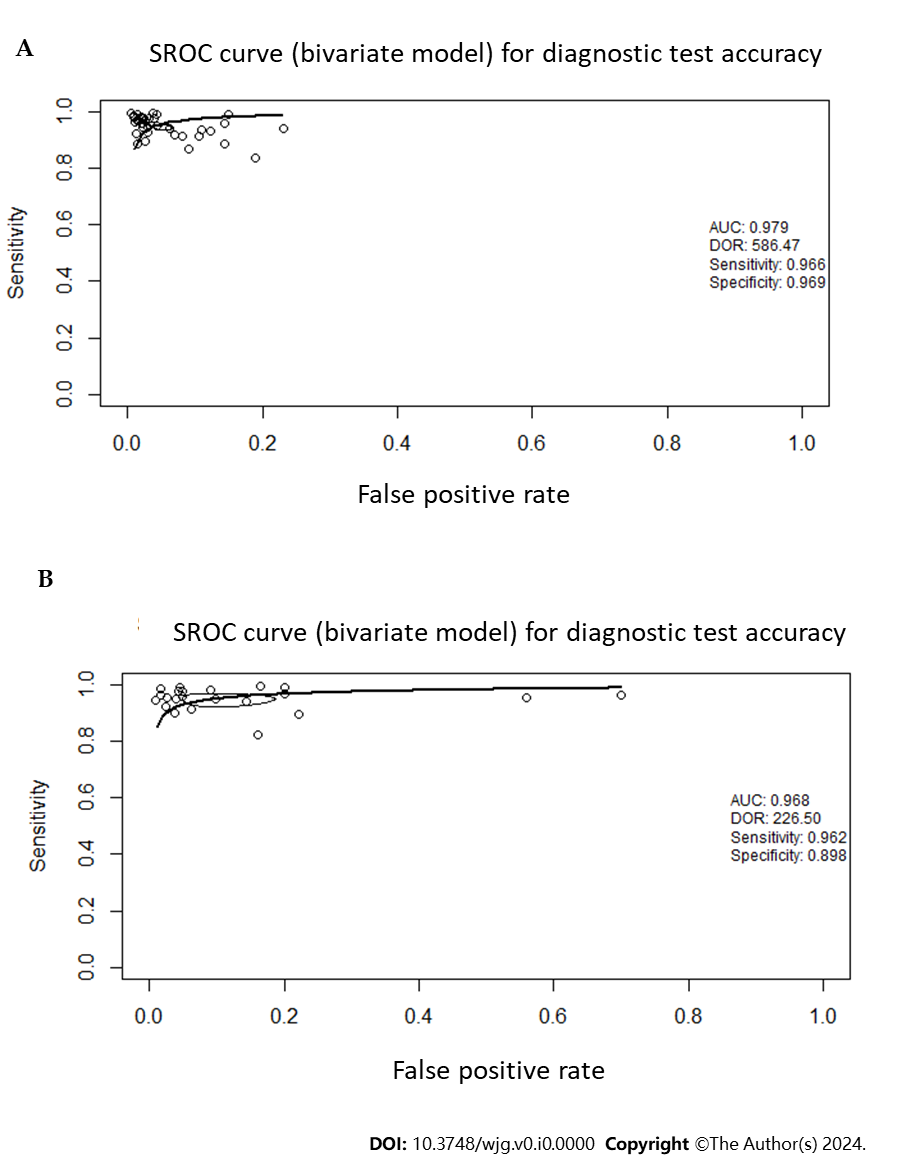 A
SROC curve (bivariate model) for diagnostic test accuracy
1.0
0.8
0.6
0.4
0.2
0.0
Sensitivity
AUC: 0.979
DOR: 586.47
Sensitivity: 0.966
Specificity: 0.969
0.0 0.2 0.4 0.6 0.8 1.0
False positive rate
B
SROC curve (bivariate model) for diagnostic test accuracy
1.0
0.8
0.6
0.4
0.2
0.0
Sensitivity
AUC: 0.968
DOR: 226.50
Sensitivity: 0.962
Specificity: 0.898
0.0 0.2 0.4 0.6 0.8 1.0
False positive rate
DOI: 10.3748/wjg.v0.i0.0000 Copyright ©The Author(s) 2024.